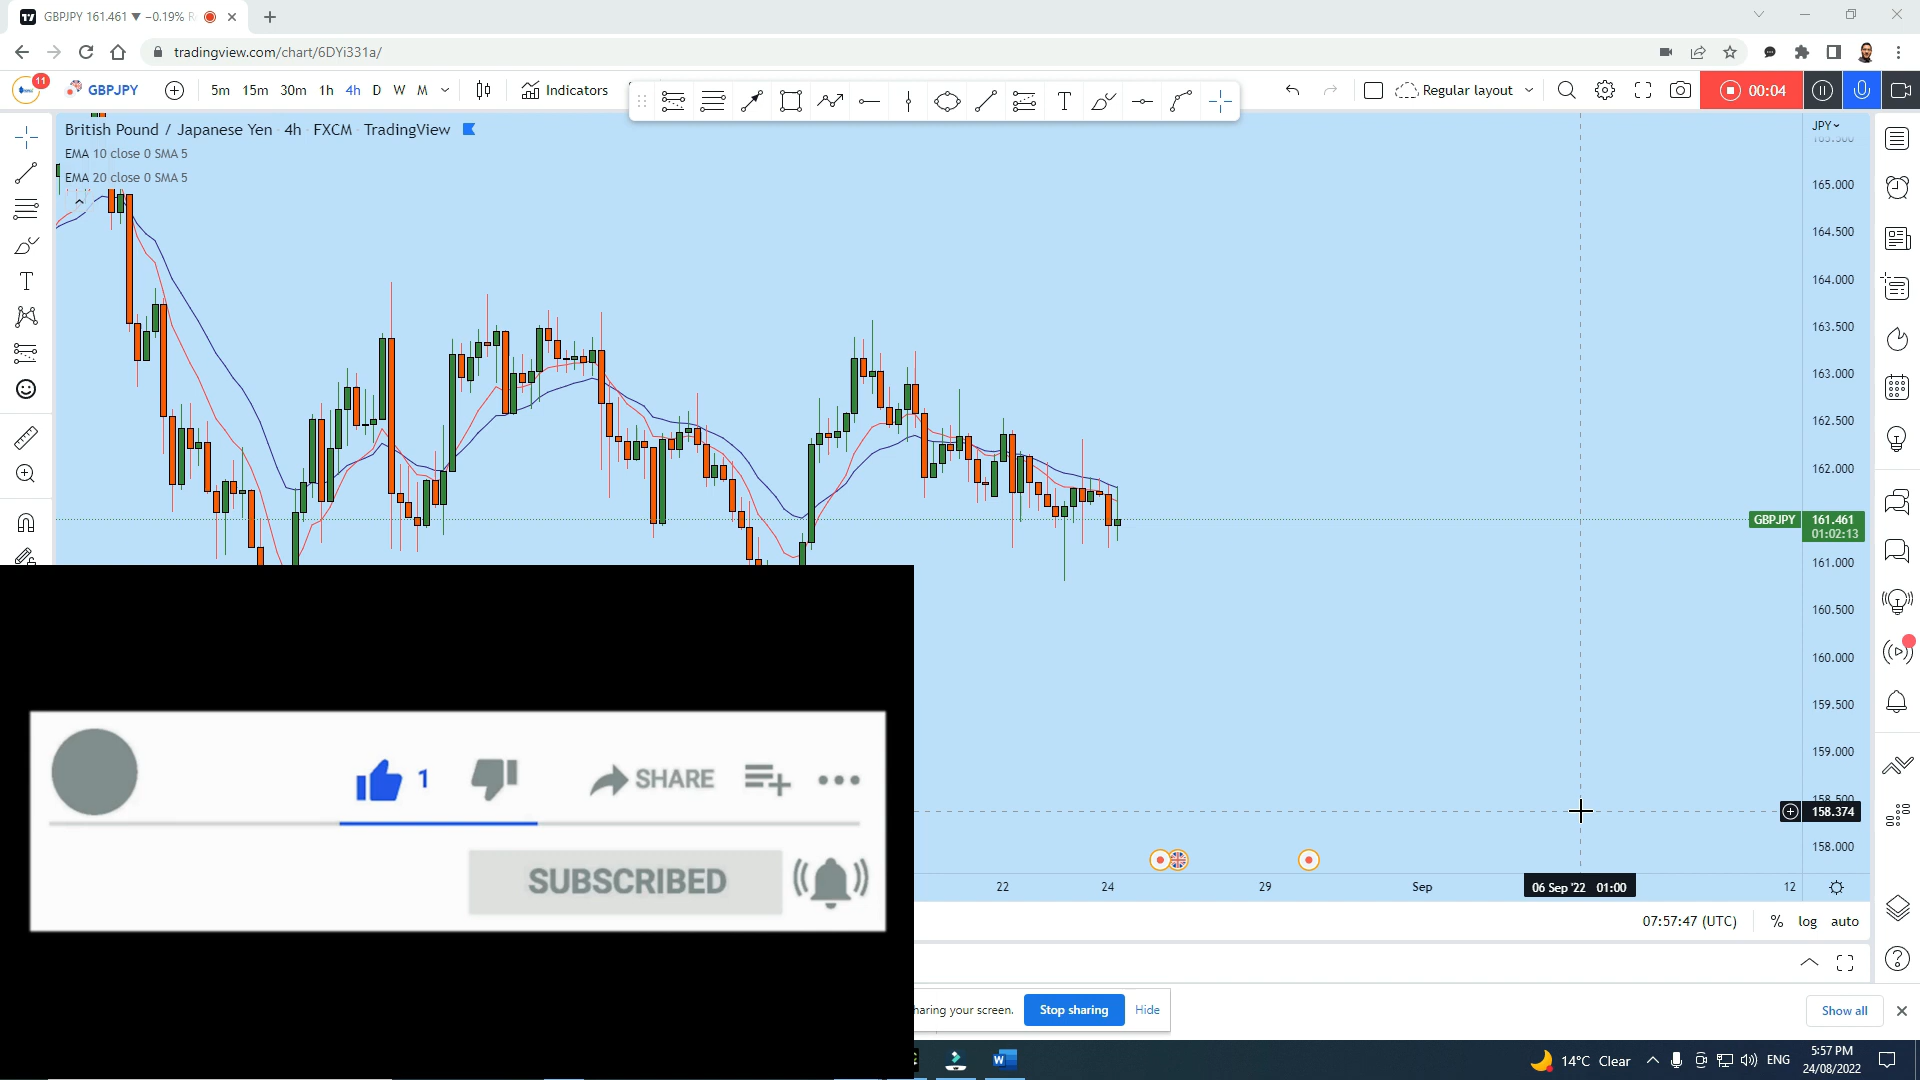 GBPJPY 161.461 ▼ −0.19%
tradingview.com/chart/6DYi331a/
11
GBPJPY
5m 15m 30m 1h 4h D W M
Indicators
Regular layout
00:04
British Pound / Japanese Yen 4h FXCM TradingView
EMA 10 close 0 SMA 5
EMA 20 close 0 SMA 5
JPY
165.500
165.000
164.500
164.000
163.500
163.000
162.500
162.000
GBPJPY 161.461
01:02:13
161.000
160.500
160.000
159.500
159.000
158.500
158.374
158.000
22 24 29 Sep 06 Sep '22 01:00 12
1 SHARE
SUBSCRIBED
07:57:47 (UTC) % log auto
haring your screen. Stop sharing Hide
Show all
14°C Clear ENG 5:57 PM
24/08/2022